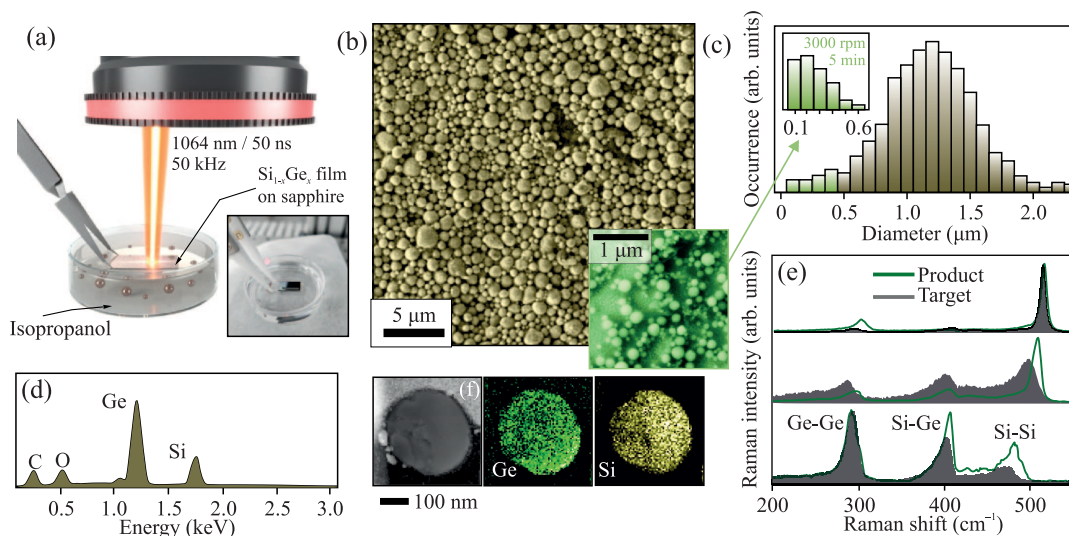 (a)
1064 nm / 50 ns
50 kHz
Si1-xGex film
on sapphire
Isopropanol
(b)
5 μm
1 μm
(c)
Occurrence (arb. units)
3000 rpm
5 min
0.1
0.6
0
0.5
1.0
1.5
2.0
Diameter (μm)
(d)
C
O
Ge
Si
0.5
1.0
1.5
2.0
2.5
3.0
Energy (keV)
(f)
Ge
Si
100 nm
(e)
Product
Target
Raman intensity (arb. units)
Ge-Ge
Si-Ge
Si-Si
200
300
400
500
Raman shift (cm⁻¹)